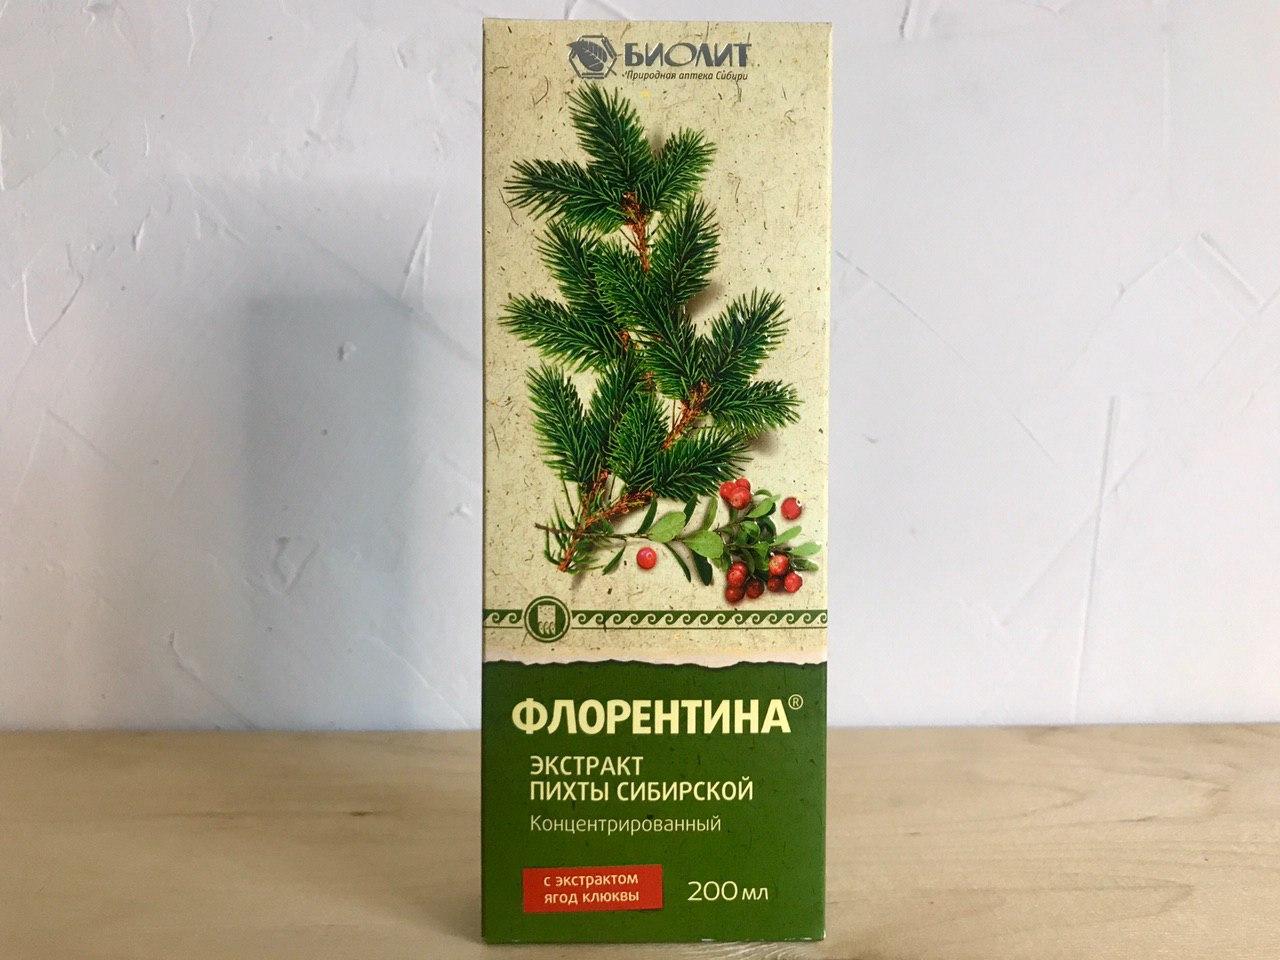 БИОЛИТ
Природная аптека Сибири
ФЛОРЕНТИНА®
ЭКСТРАКТ
ПИХТЫ СИБИРСКОЙ
Концентрированный
с экстрактом
ягод клюквы
200 мл